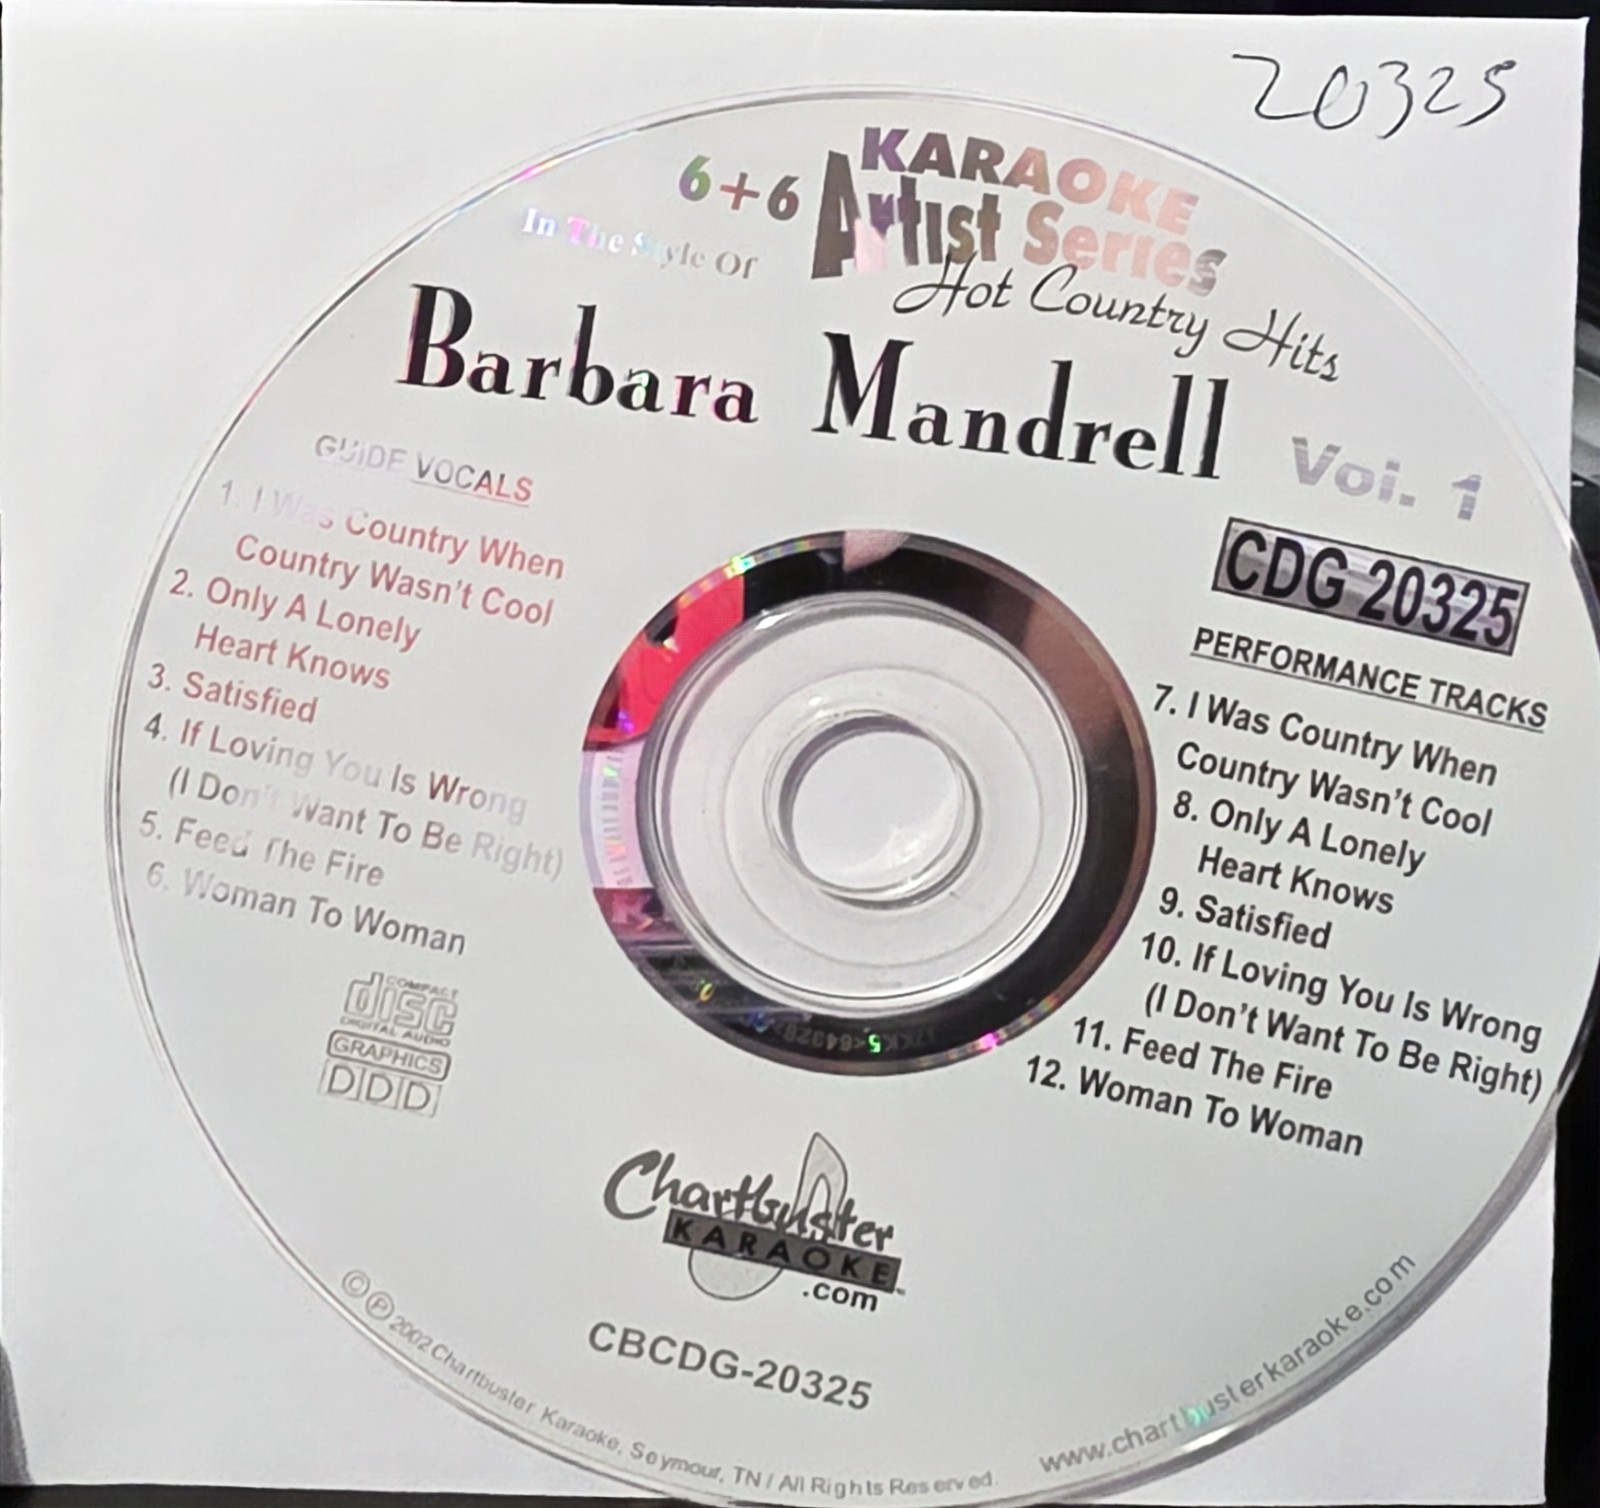 20325
KARAOKE
6+6 Artist Series
In The Style Of
Hot Country Hits
Barbara Mandrell
Vol. 1
CDG 20325
GUIDE VOCALS
1. I Was Country When
Country Wasn't Cool
2. Only A Lonely
Heart Knows
3. Satisfied
4. If Loving You Is Wrong
(I Don't Want To Be Right)
5. Feed The Fire
6. Woman To Woman
COMPACT
disc
DIGITAL AUDIO
GRAPHICS
DDD
PERFORMANCE TRACKS
7. I Was Country When
Country Wasn't Cool
8. Only A Lonely
Heart Knows
9. Satisfied
10. If Loving You Is Wrong
(I Don't Want To Be Right)
11. Feed The Fire
12. Woman To Woman
Chartbuster
KARAOKE
.com
CBCDG-20325
©℗ 2002 Chartbuster Karaoke, Seymour, TN / All Rights Reserved.
www.chartbusterkaraoke.com